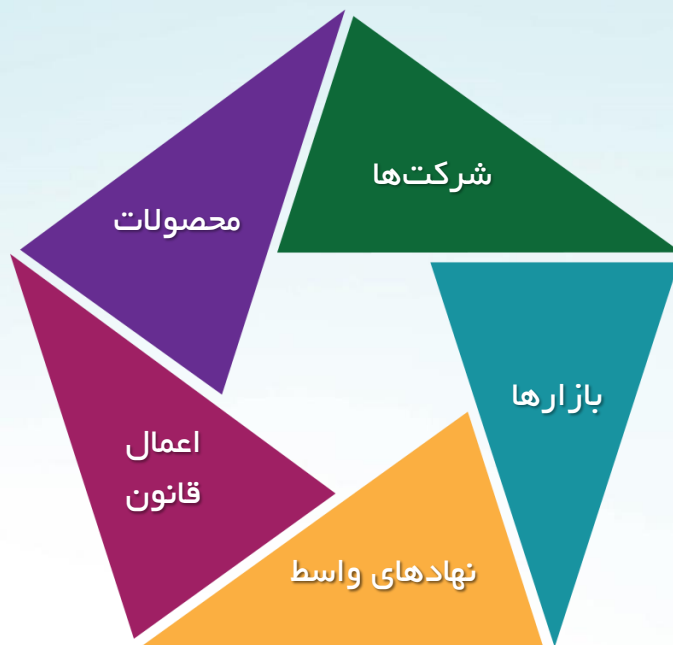 شرکت‌ها
محصولات
بازارها
اعمال
قانون
نهادهای واسط